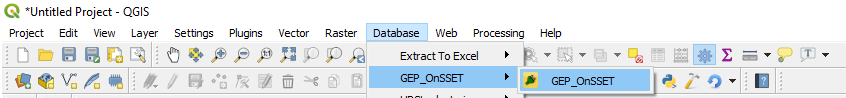 *Untitled Project - QGIS
Project Edit View Layer Settings Plugins Vector Raster Database Web Processing Help
Extract To Excel
GEP_OnSSET GEP_OnSSET